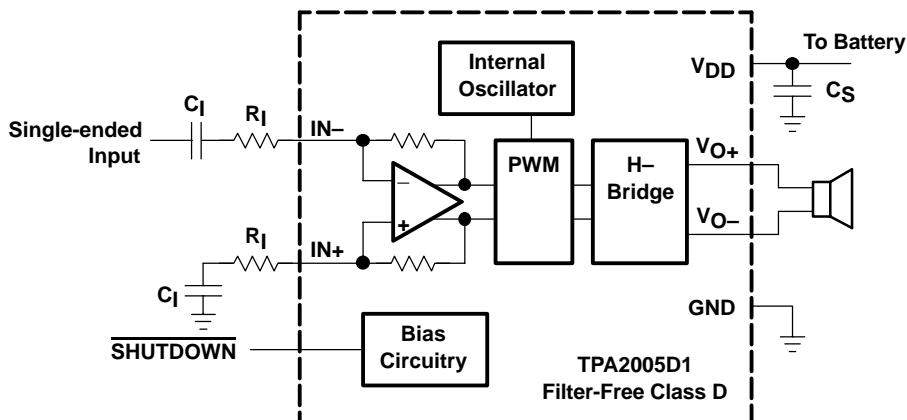 To Battery
Internal
Oscillator
VDD
CS
CI
RI
IN–
Single-ended
Input
PWM
H–
Bridge
VO+
VO–
–
+
RI
IN+
CI
GND
SHUTDOWN
Bias
Circuitry
TPA2005D1
Filter-Free Class D